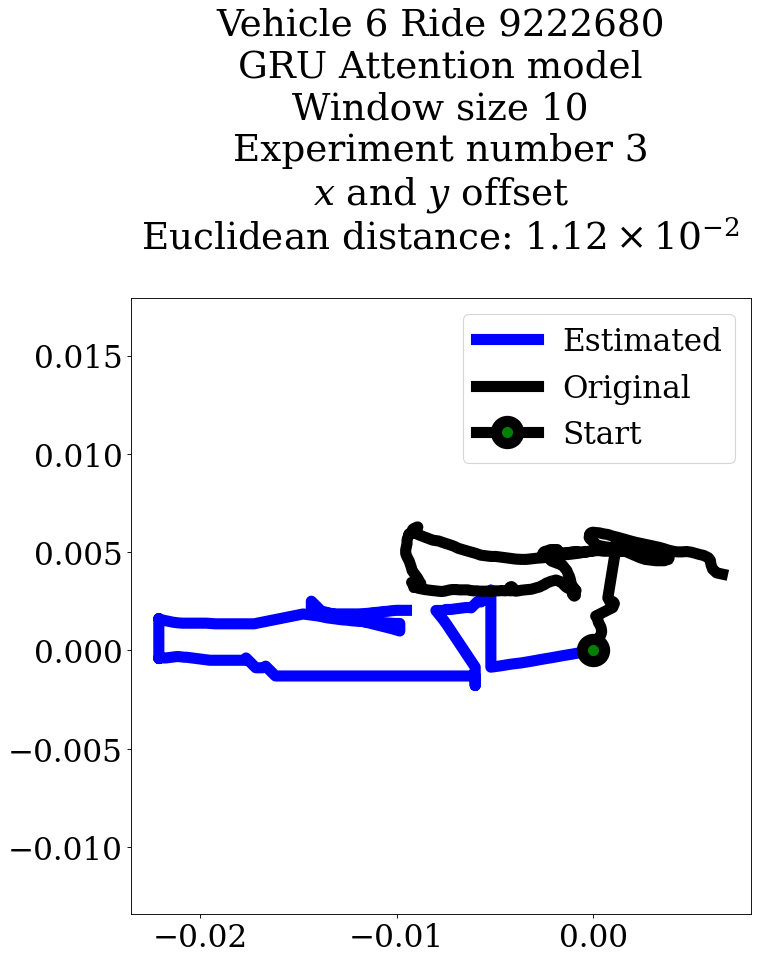 Vehicle 6 Ride 9222680
GRU Attention model
Window size 10
Experiment number 3
x and y offset
Euclidean distance: 1.12 × 10⁻²
Estimated
Original
Start
0.015
0.010
0.005
0.000
−0.005
−0.010
−0.02
−0.01
0.00